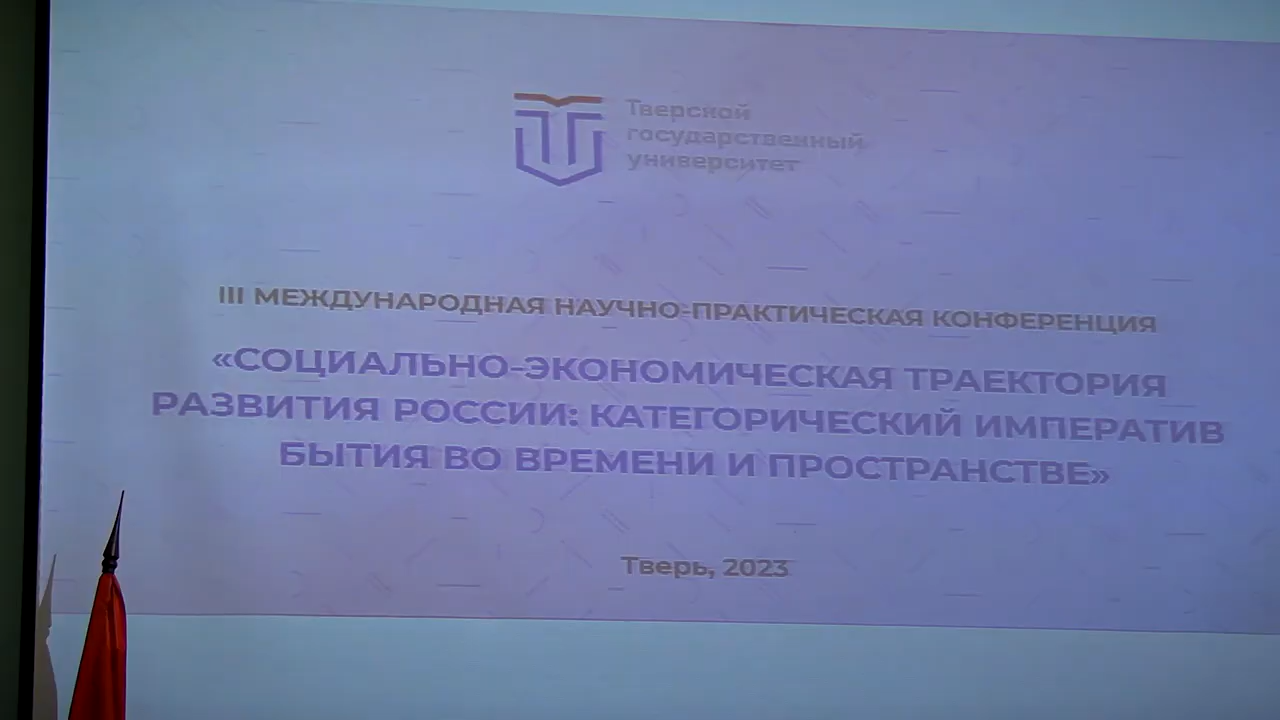 Тверской
государственный
университет
III МЕЖДУНАРОДНАЯ НАУЧНО-ПРАКТИЧЕСКАЯ КОНФЕРЕНЦИЯ
«СОЦИАЛЬНО-ЭКОНОМИЧЕСКАЯ ТРАЕКТОРИЯ
РАЗВИТИЯ РОССИИ: КАТЕГОРИЧЕСКИЙ ИМПЕРАТИВ
БЫТИЯ ВО ВРЕМЕНИ И ПРОСТРАНСТВЕ»
Тверь, 2023